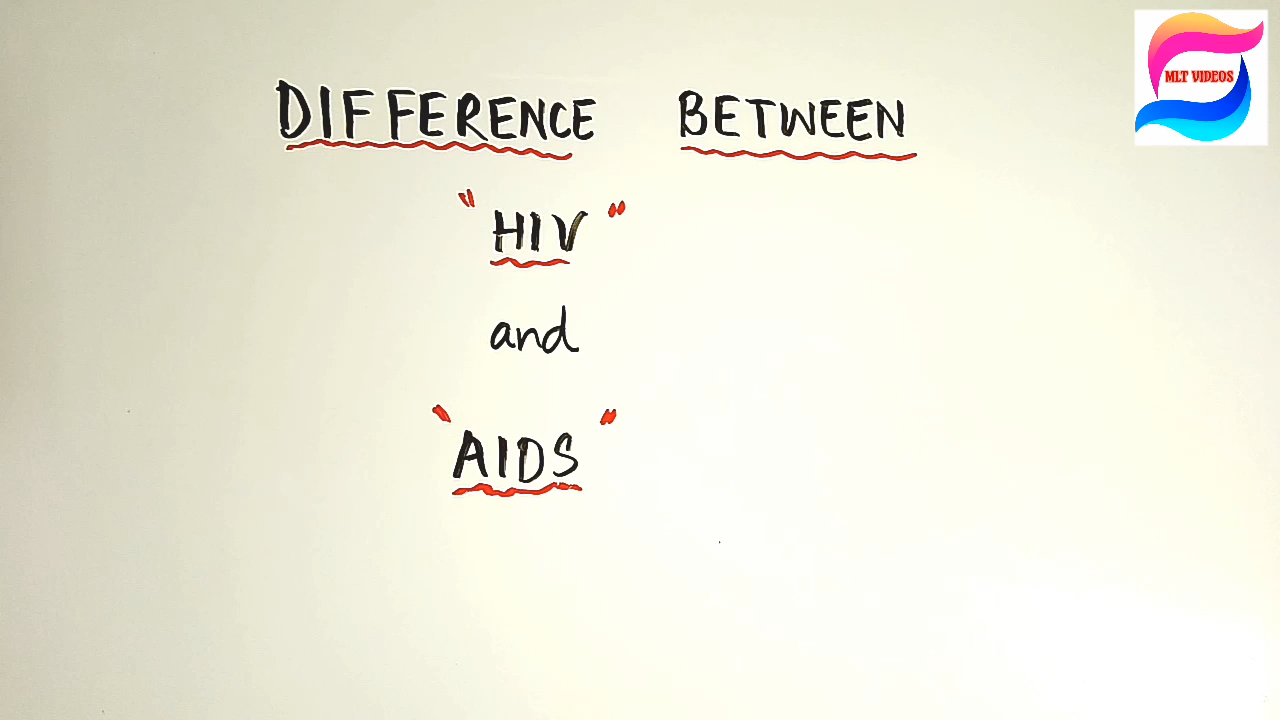 MLT VIDEOS
DIFFERENCE BETWEEN
"HIV"
and
"AIDS"